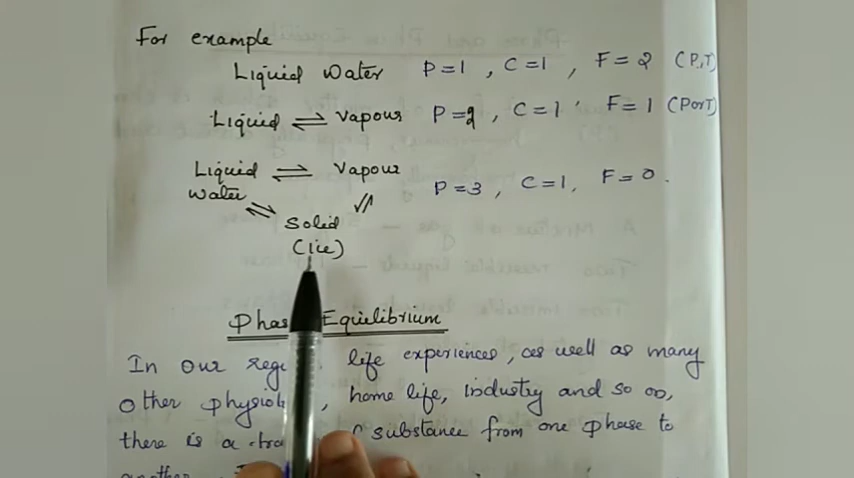 For example
Liquid Water P=1, C=1, F=2 (P,T)
Liquid ⇌ Vapour P=2, C=1, F=1 (P or T)
Liquid ⇌ Vapour
Water P=3, C=1, F=0.
⇌ Solid ⇌
(Ice)
Equilibrium
In our life experiences, as well as many
other home life, industry and so on,
there is a substance from one phase to